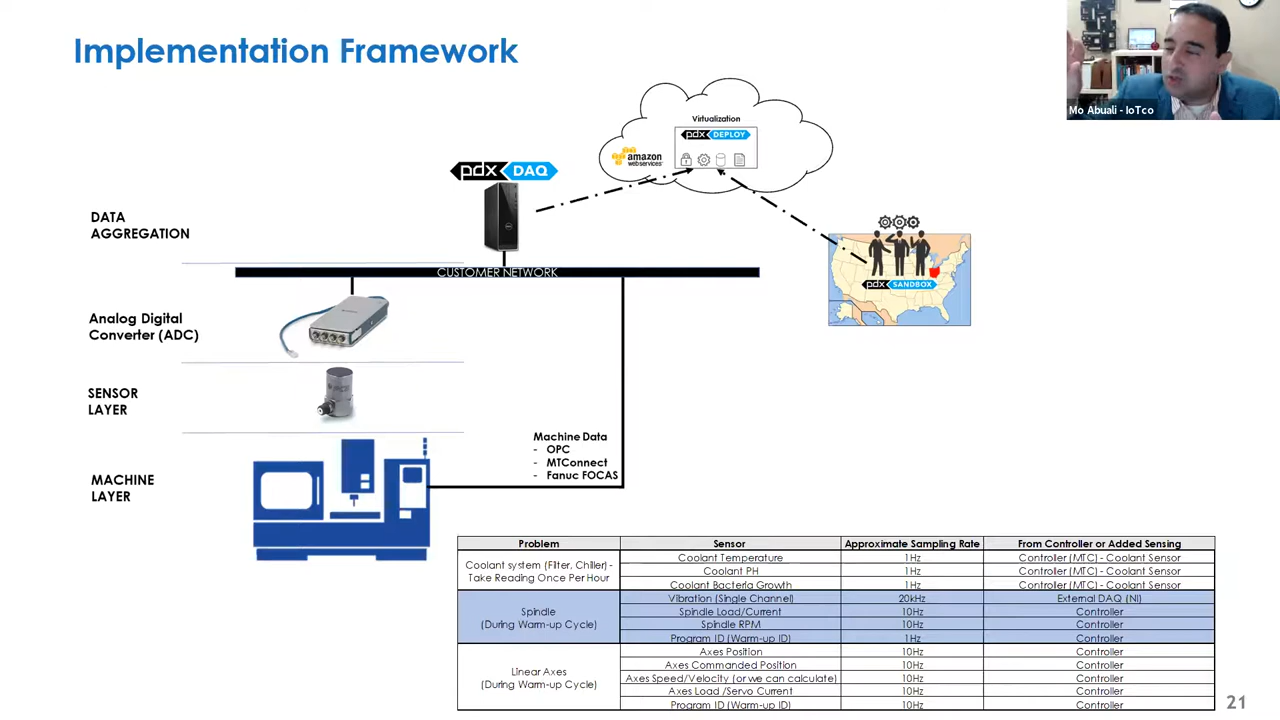 Implementation Framework
Mo Abuali - IoTco
Virtualization
pdx DEPLOY
amazon
webservices
pdx DAQ
DATA
AGGREGATION
CUSTOMER NETWORK
pdx SANDBOX
Analog Digital
Converter (ADC)
SENSOR
LAYER
Machine Data
- OPC
- MTConnect
- Fanuc FOCAS
MACHINE
LAYER
Problem Sensor Approximate Sampling Rate From Controller or Added Sensing
Coolant system (Filter, Chiller) -
Take Reading Once Per Hour
Coolant Temperature 1Hz Controller (MTC) - Coolant Sensor
Coolant PH 1Hz Controller (MTC) - Coolant Sensor
Coolant Bacteria Growth 1Hz Controller (MTC) - Coolant Sensor
Spindle
(During Warm-up Cycle)
Vibration (Single Channel) 20kHz External DAQ (NI)
Spindle Load/Current 10Hz Controller
Spindle RPM 10Hz Controller
Program ID (Warm-up ID) 1Hz Controller
Linear Axes
(During Warm-up Cycle)
Axes Position 10Hz Controller
Axes Commanded Position 10Hz Controller
Axes Speed/Velocity (or we can calculate) 10Hz Controller
Axes Load /Servo Current 10Hz Controller
Program ID (Warm-up ID) 10Hz Controller
21